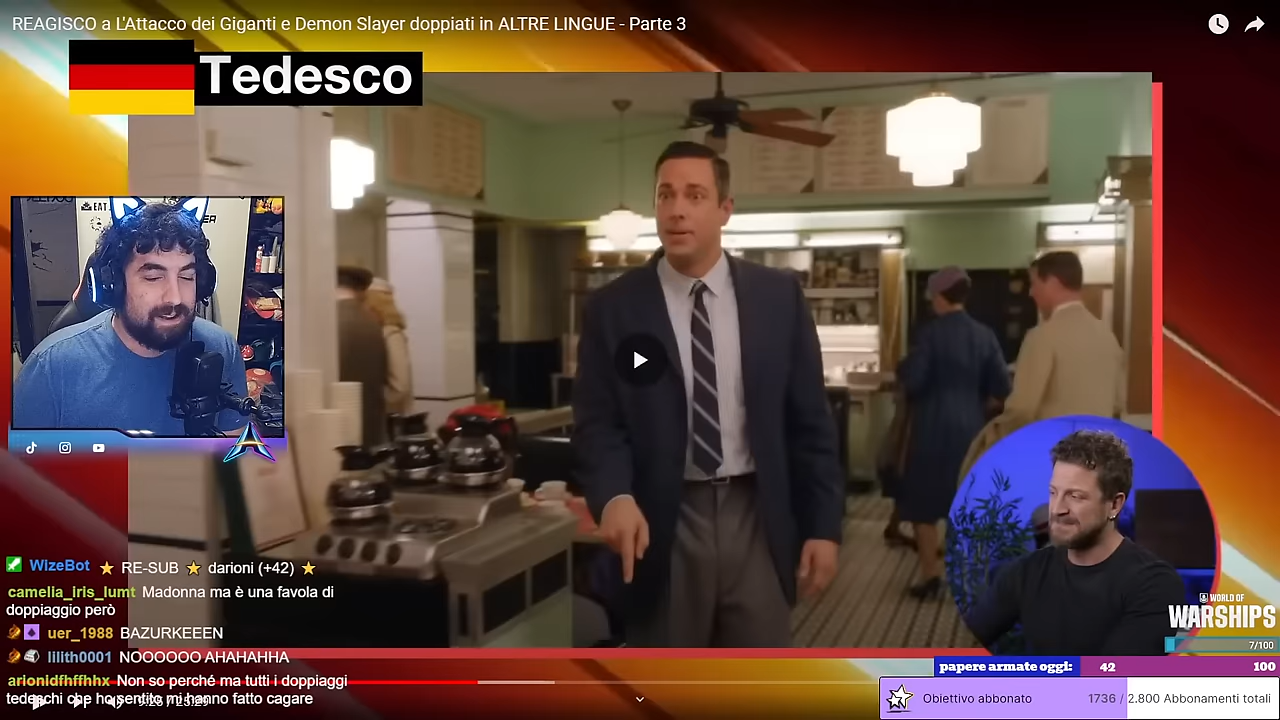 REAGISCO a L'Attacco dei Giganti e Demon Slayer doppiati in ALTRE LINGUE - Parte 3
Tedesco
EAT
WizeBot ⭐ RE-SUB ⭐ darioni (+42) ⭐
camelia_iris_lumt Madonna ma è una favola di
doppiaggio però
uer_1988 BAZURKEEEN
lilith0001 NOOOOOO AHAHAHHA
arionldfhffhhx Non so perché ma tutti i doppiaggi
tedeschi che ho sentito mi hanno fatto cagare
WORLD OF
WARSHIPS
7/100
papere armate oggi: 42 100
Obiettivo abbonato 1736 / 2.800 Abbonamenti totali